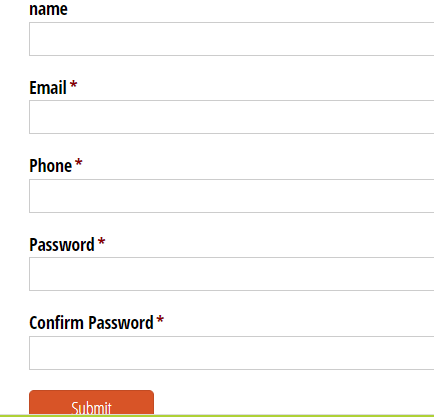 name
Email *
Phone *
Password *
Confirm Password *
Submit